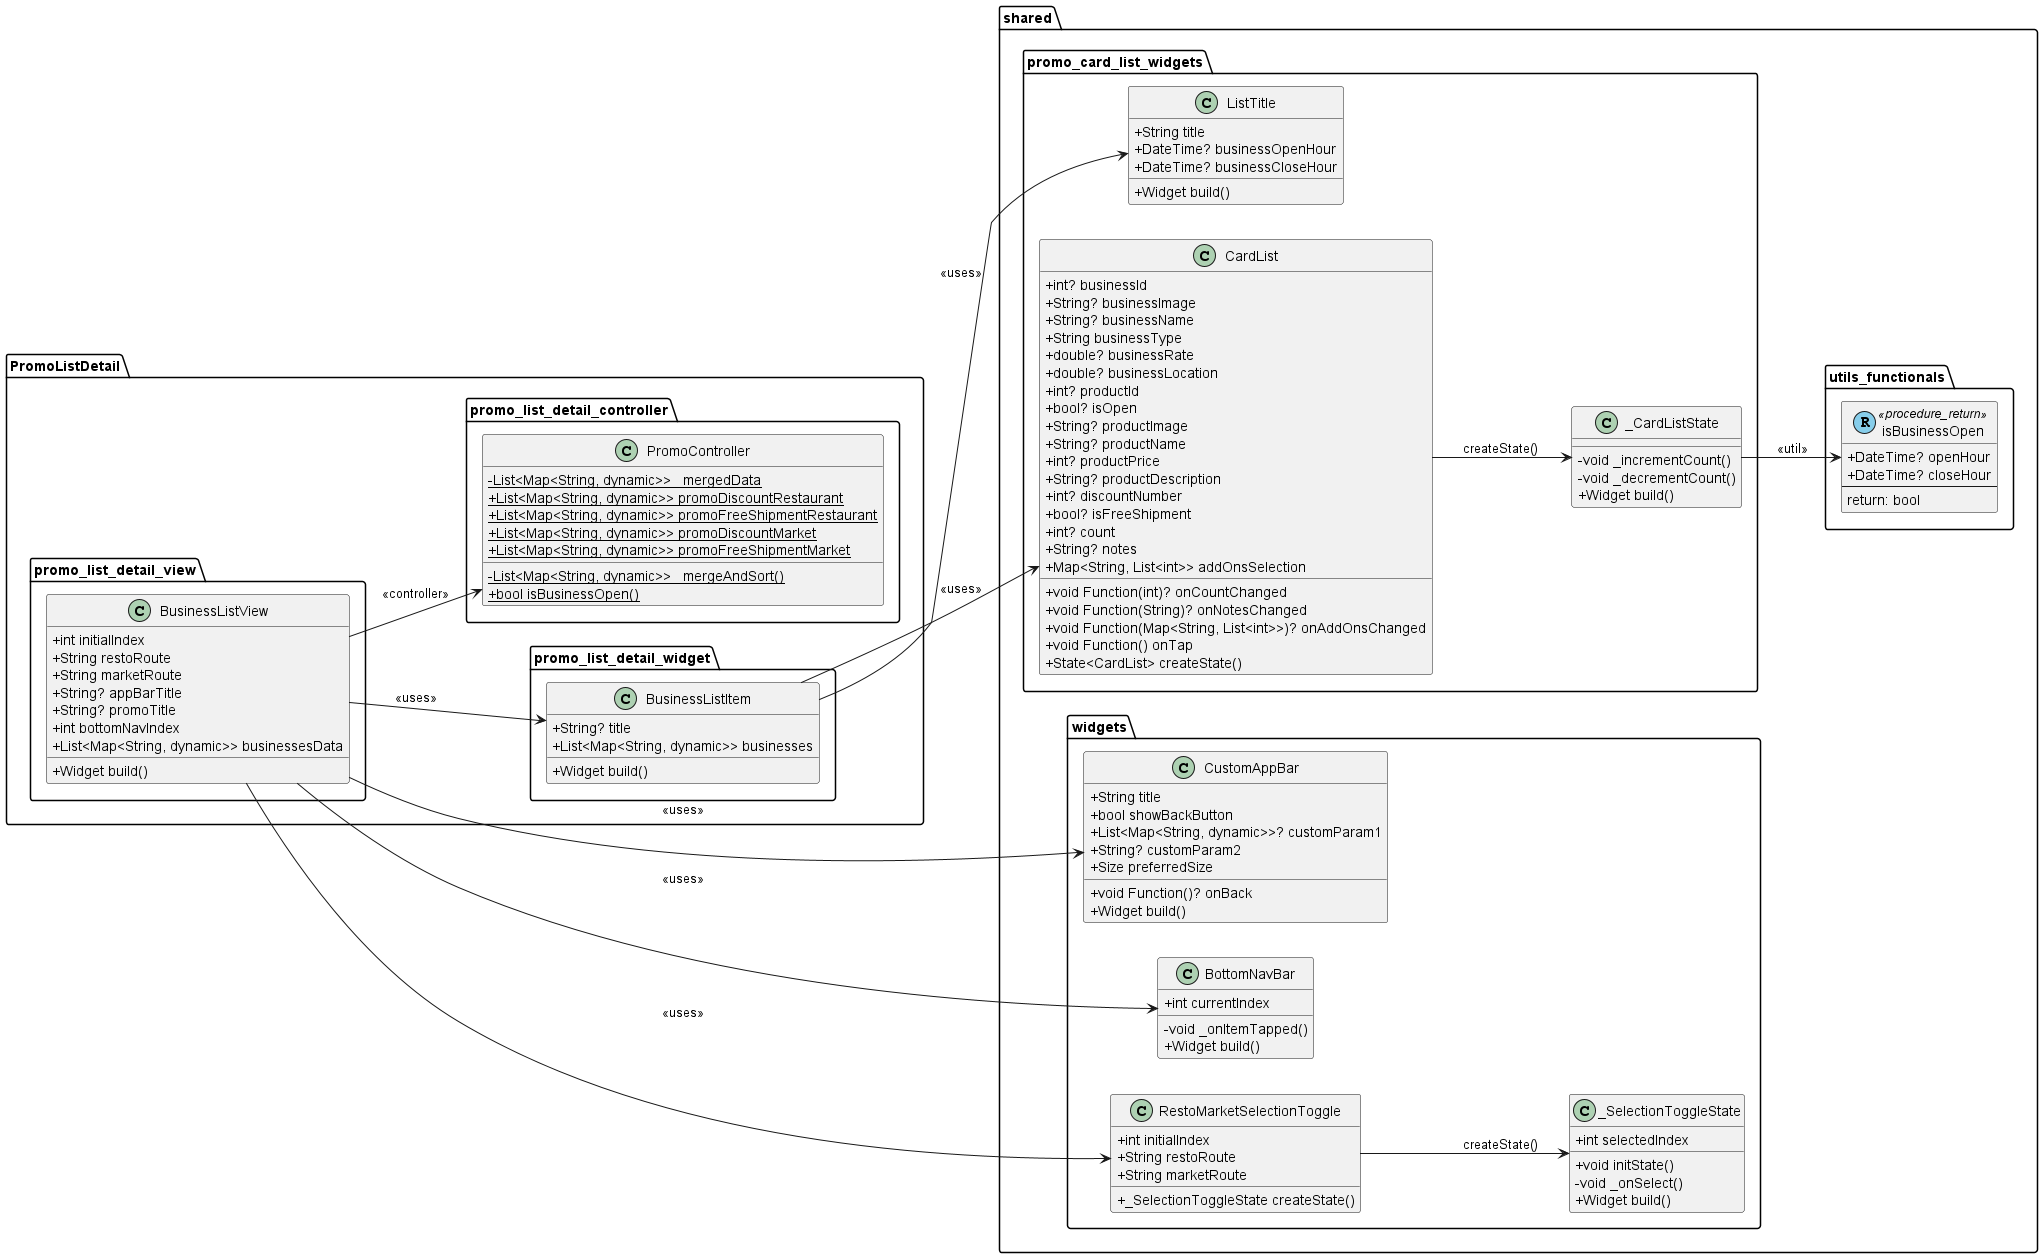 shared
promo_card_list_widgets
ListTitle
+String title
+DateTime? businessOpenHour
+DateTime? businessCloseHour
+Widget build()
«uses»
CardList
+int? businessId
+String? businessImage
+String? businessName
+String businessType
+double? businessRate
+double? businessLocation
+int? productId
+bool? isOpen
+String? productImage
+String? productName
+int? productPrice
+String? productDescription
+int? discountNumber
+bool? isFreeShipment
+int? count
+String? notes
+Map<String, List<int>> addOnsSelection
+void Function(int)? onCountChanged
+void Function(String)? onNotesChanged
+void Function(Map<String, List<int>>)? onAddOnsChanged
+void Function() onTap
+State<CardList> createState()
createState()
_CardListState
-void _incrementCount()
-void _decrementCount()
+Widget build()
«util»
utils_functionals
«procedure_return»
isBusinessOpen
+DateTime? openHour
+DateTime? closeHour
return: bool
PromoListDetail
promo_list_detail_controller
PromoController
-List<Map<String, dynamic>> _mergedData
+List<Map<String, dynamic>> promoDiscountRestaurant
+List<Map<String, dynamic>> promoFreeShipmentRestaurant
+List<Map<String, dynamic>> promoDiscountMarket
+List<Map<String, dynamic>> promoFreeShipmentMarket
-List<Map<String, dynamic>> _mergeAndSort()
+bool isBusinessOpen()
promo_list_detail_view
BusinessListView
+int initialIndex
+String restoRoute
+String marketRoute
+String? appBarTitle
+String? promoTitle
+int bottomNavIndex
+List<Map<String, dynamic>> businessesData
+Widget build()
«controller»
«uses»
«uses»
promo_list_detail_widget
BusinessListItem
+String? title
+List<Map<String, dynamic>> businesses
+Widget build()
«uses»
«uses»
«uses»
widgets
CustomAppBar
+String title
+bool showBackButton
+List<Map<String, dynamic>>? customParam1
+String? customParam2
+Size preferredSize
+void Function()? onBack
+Widget build()
BottomNavBar
+int currentIndex
-void _onItemTapped()
+Widget build()
RestoMarketSelectionToggle
+int initialIndex
+String restoRoute
+String marketRoute
+_SelectionToggleState createState()
createState()
_SelectionToggleState
+int selectedIndex
+void initState()
-void _onSelect()
+Widget build()